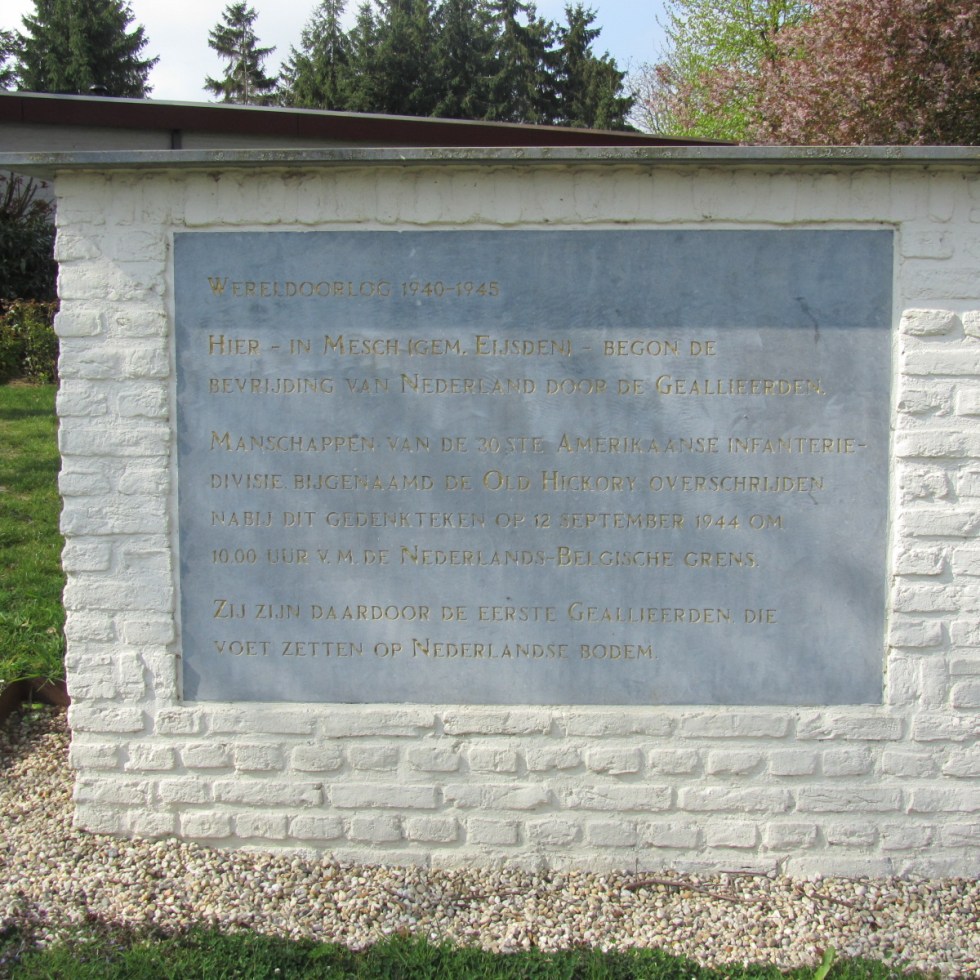 WERELDOORLOG 1940-1945
HIER - IN MESCH (GEM. EIJSDEN) - BEGON DE
BEVRIJDING VAN NEDERLAND DOOR DE GEALLIEERDEN.
MANSCHAPPEN VAN DE 30.STE AMERIKAANSE INFANTERIE-
DIVISIE BIJGENAAMD DE OLD HICKORY OVERSCHRIJDEN
NABIJ DIT GEDENKTEKEN OP 12 SEPTEMBER 1944 OM
10.00 UUR V.M. DE NEDERLANDS-BELGISCHE GRENS.
ZIJ ZIJN DAARDOOR DE EERSTE GEALLIEERDEN DIE
VOET ZETTEN OP NEDERLANDSE BODEM.